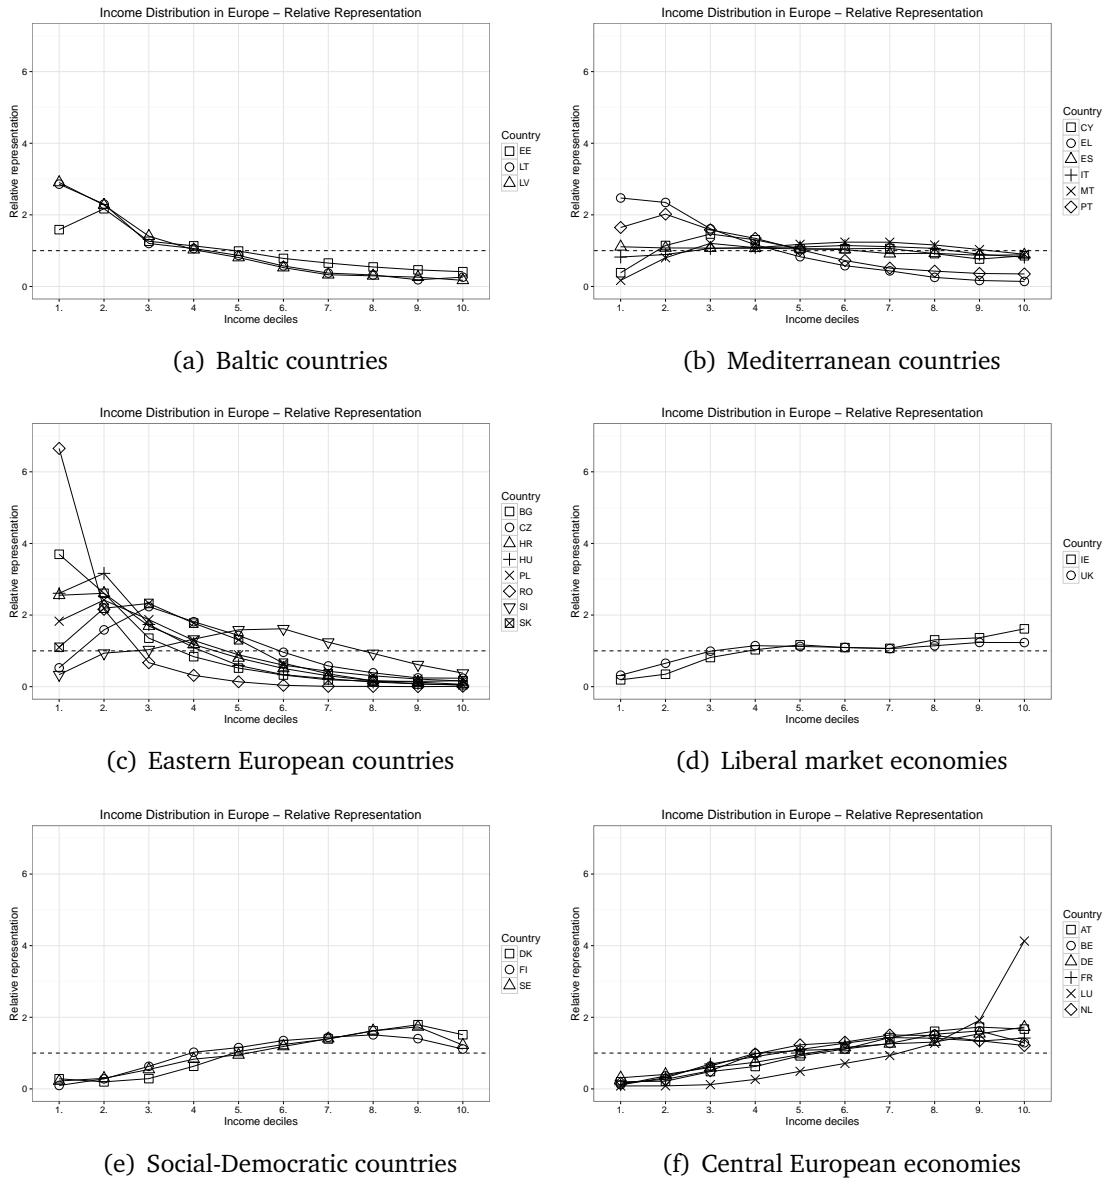 Income Distribution in Europe – Relative Representation
Relative representation
6
4
2
0
1. 2. 3. 4. 5. 6. 7. 8. 9. 10.
Income deciles
Country
EE
LT
LV
(a) Baltic countries
Income Distribution in Europe – Relative Representation
Relative representation
6
4
2
0
1. 2. 3. 4 5. 6. 7. 8. 9. 10.
Income deciles
Country
CY
EL
ES
IT
MT
PT
(b) Mediterranean countries
Income Distribution in Europe – Relative Representation
Relative representation
6
4
2
0
1. 2. 3. 4. 5. 6. 7. 8. 9. 10.
Income deciles
Country
BG
CZ
HR
HU
PL
RO
SI
SK
(c) Eastern European countries
Income Distribution in Europe – Relative Representation
Relative representation
6
4
2
0
1. 2. 3. 4 5. 6. 7. 8. 9. 10.
Income deciles
Country
IE
UK
(d) Liberal market economies
Income Distribution in Europe – Relative Representation
Relative representation
6
4
2
0
1. 2. 3. 4. 5. 6. 7. 8. 9. 10.
Income deciles
Country
DK
FI
SE
(e) Social-Democratic countries
Income Distribution in Europe – Relative Representation
Relative representation
6
4
2
0
1. 2. 3. 4 5. 6. 7. 8. 9. 10.
Income deciles
Country
AT
BE
DE
FR
LU
NL
(f) Central European economies